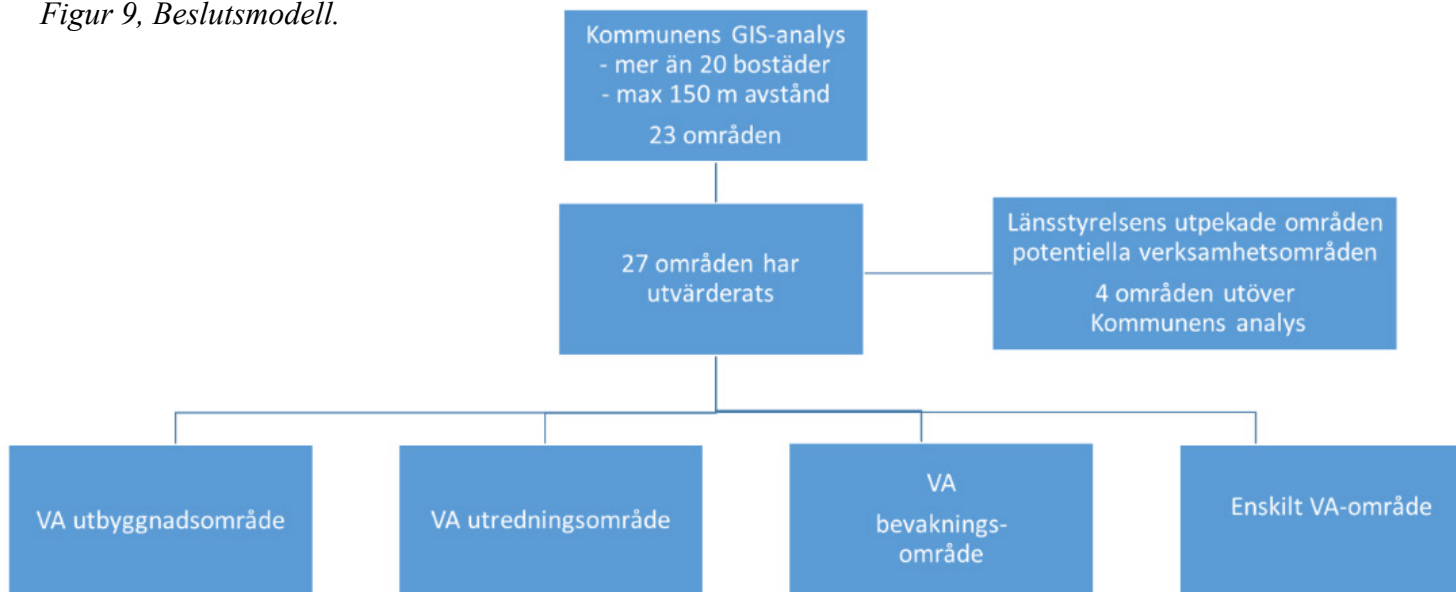 Figur 9, Beslutsmodell.
Kommunens GIS-analys
- mer än 20 bostäder
- max 150 m avstånd
23 områden
27 områden har
utvärderats
Länsstyrelsens utpekade områden
potentiella verksamhetsområden
4 områden utöver
Kommunens analys
VA utbyggnadsområde
VA utredningsområde
VA
bevaknings-
område
Enskilt VA-område